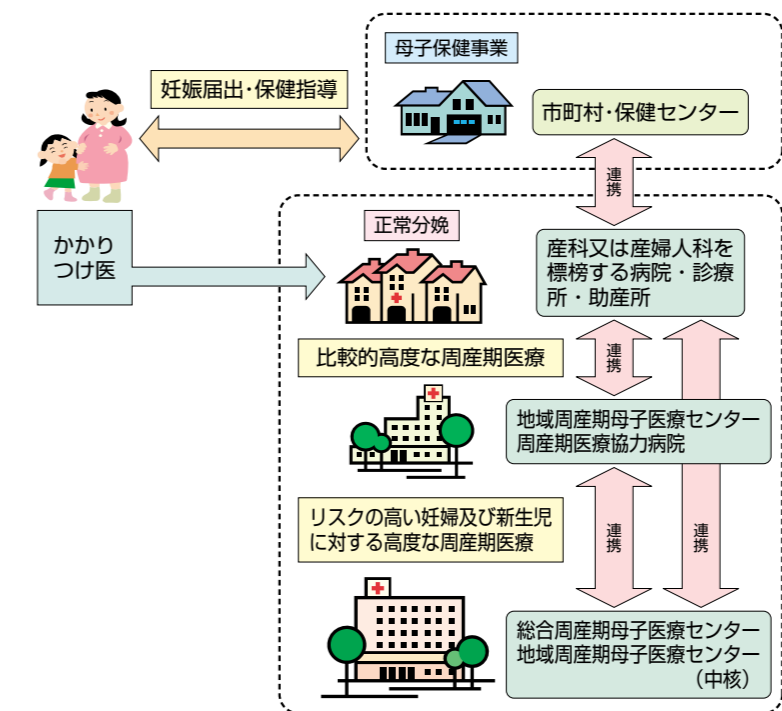 母子保健事業
妊娠届出・保健指導
市町村・保健センター
連携
かかり
つけ医
正常分娩
産科又は産婦人科を
標榜する病院・診療
所・助産所
比較的高度な周産期医療
連携
地域周産期母子医療センター
周産期医療協力病院
リスクの高い妊婦及び新生児
に対する高度な周産期医療
連携
連携
総合周産期母子医療センター
地域周産期母子医療センター
（中核）